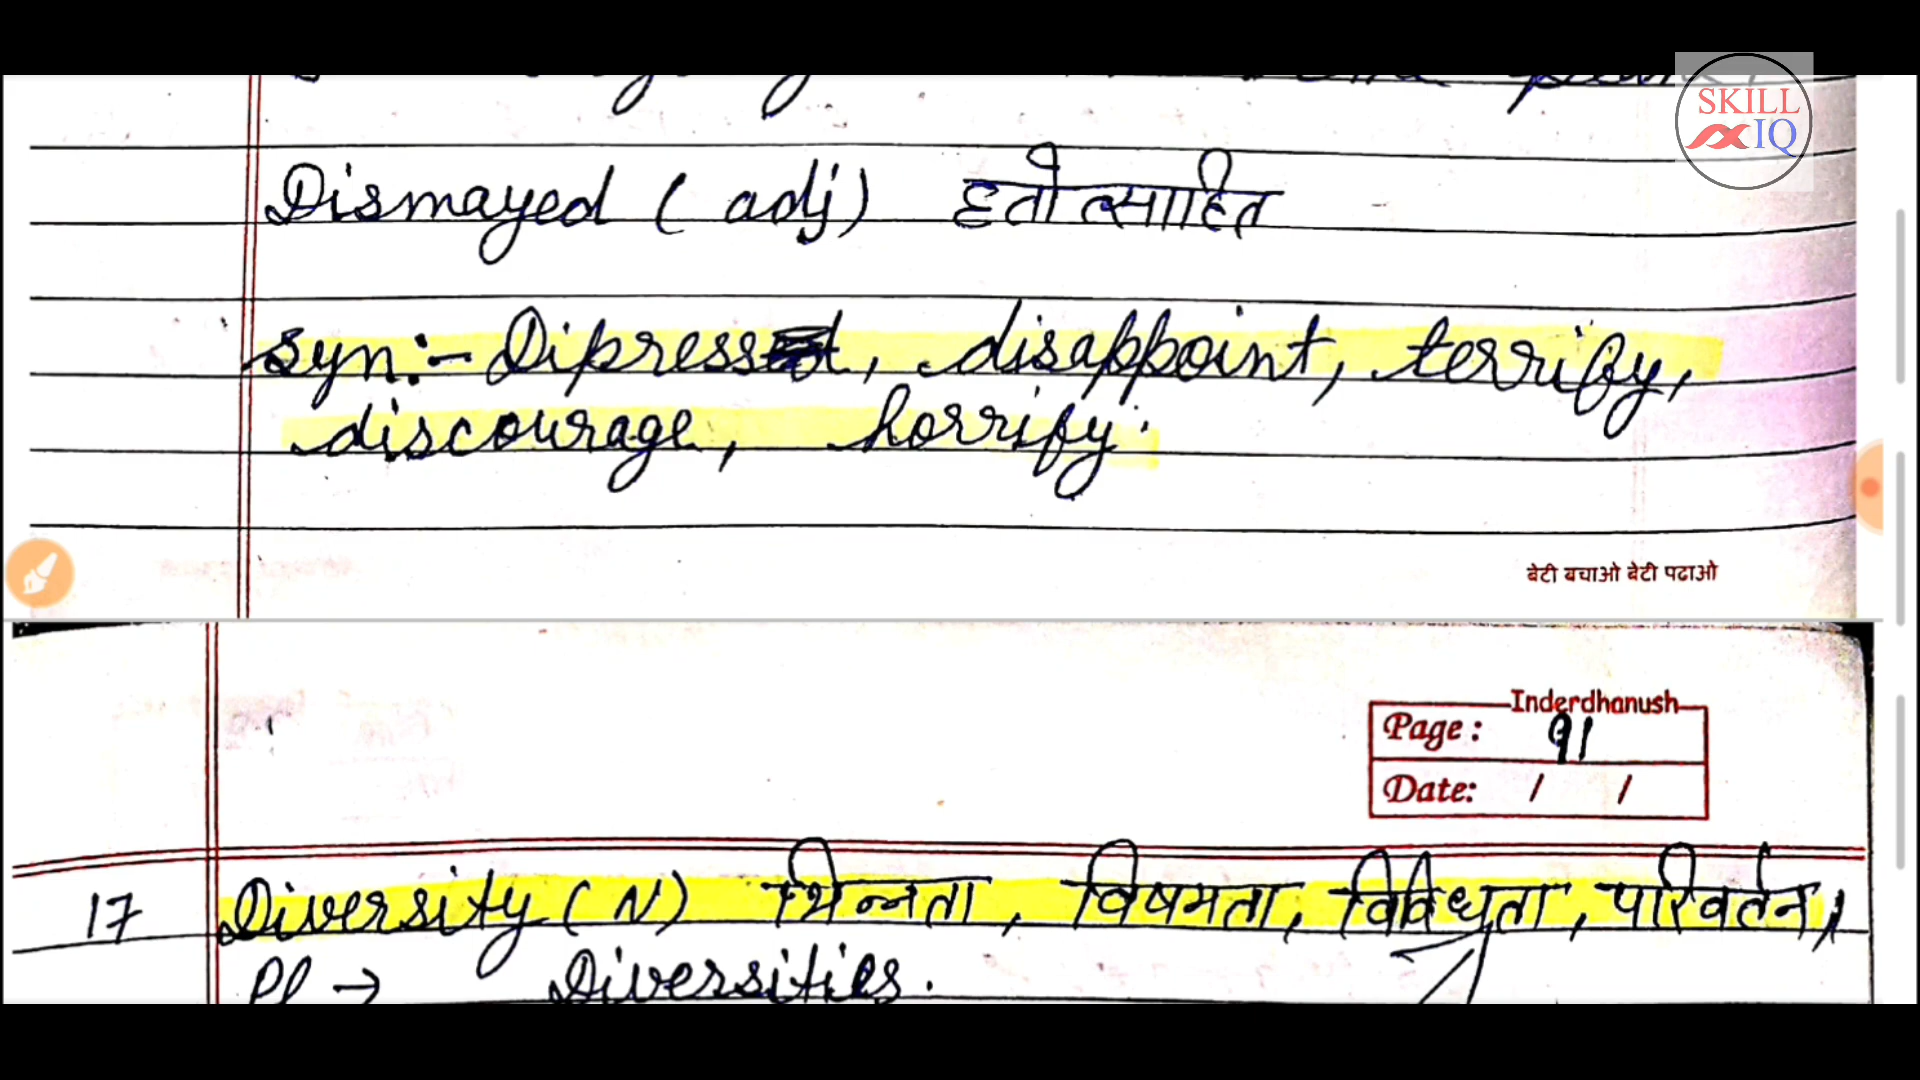 SKILL
IQ
Dismayed (adj) हतोत्साहित
Syn:- Dipressed, disappoint, terrify,
discourage, horrify.
बेटी बचाओ बेटी पढाओ
Inderdhanush
Page: 91
Date: / /
17 Diversity (N) भिन्नता, विषमता, विविधता, परिवर्तन,
Pl → Diversities.